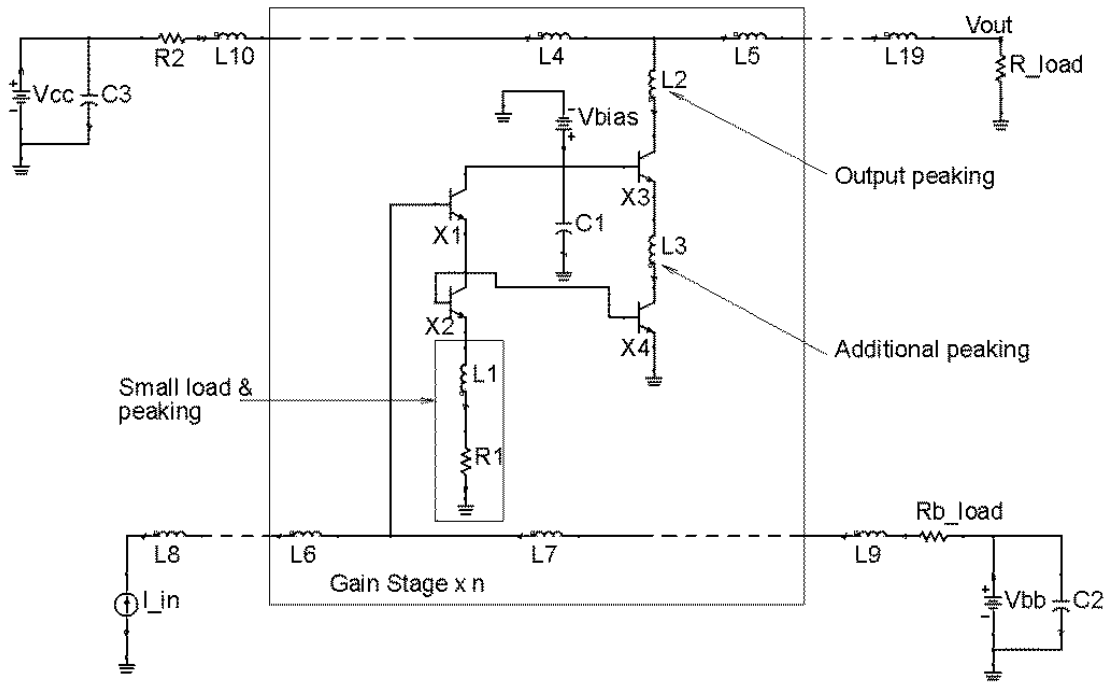 Vout
R2
L10
L4
L5
L19
R_load
+
Vcc
-
C3
L2
-
Vbias
+
Output peaking
X3
X1
C1
L3
X2
X4
Additional peaking
Small load &
peaking
L1
R1
Rb_load
L8
L6
L7
L9
Gain Stage x n
I_in
+
Vbb
-
C2